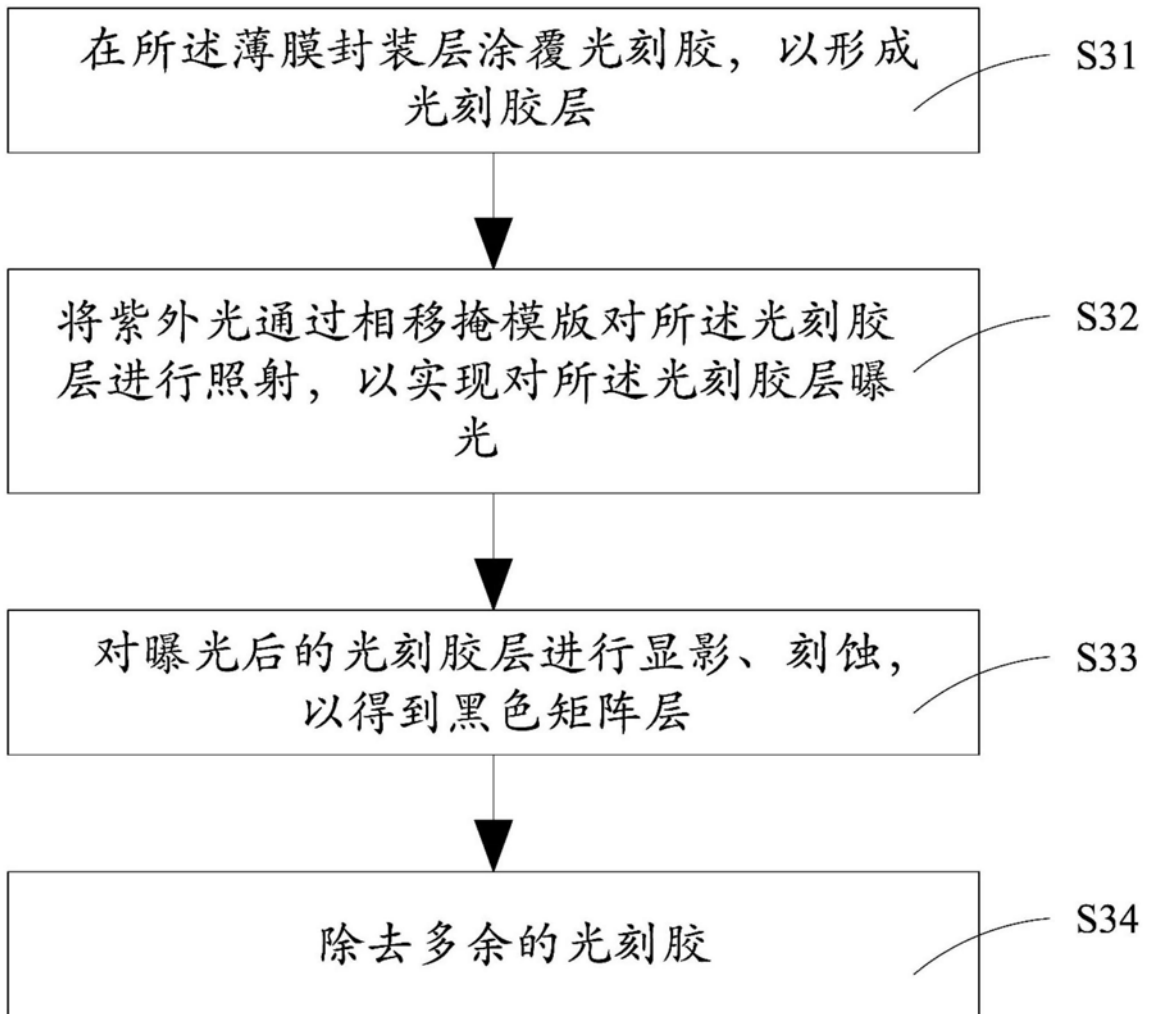 在所述薄膜封装层涂覆光刻胶，以形成
光刻胶层
S31
将紫外光通过相移掩模版对所述光刻胶
层进行照射，以实现对所述光刻胶层曝
光
S32
对曝光后的光刻胶层进行显影、刻蚀，
以得到黑色矩阵层
S33
除去多余的光刻胶
S34